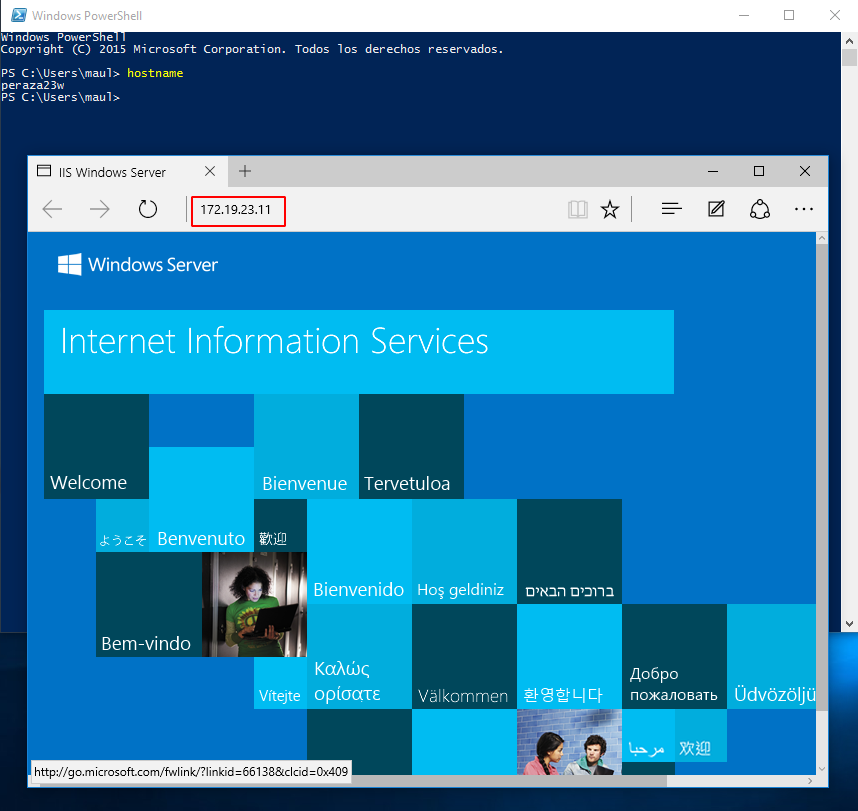 Windows PowerShell
Windows PowerShell
Copyright (C) 2015 Microsoft Corporation. Todos los derechos reservados.
PS C:\Users\maul> hostname
peraza23w
PS C:\Users\maul>
IIS Windows Server
172.19.23.11
Windows Server
Internet Information Services
Welcome
Bienvenue
Tervetuloa
ようこそ
Benvenuto
歡迎
Bienvenido
Hoş geldiniz
ברוכים הבאים
Bem-vindo
Vítejte
Καλώς
ορίσατε
Välkommen
환영합니다
Добро
пожаловать
Üdvözöljü
مرحبا
欢迎
http://go.microsoft.com/fwlink/?linkid=66138&clcid=0x409